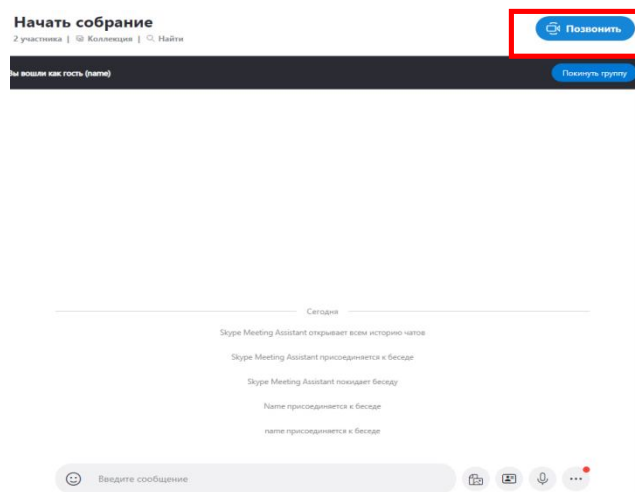 Начать собрание
Позвонить
2 участника | Коллекция | Найти
Вы вошли как гость (name)
Покинуть группу
Сегодня
Skype Meeting Assistant открывает всем историю чатов
Skype Meeting Assistant присоединяется к беседе
Skype Meeting Assistant покидает беседу
Name присоединяется к беседе
name присоединяется к беседе
Введите сообщение